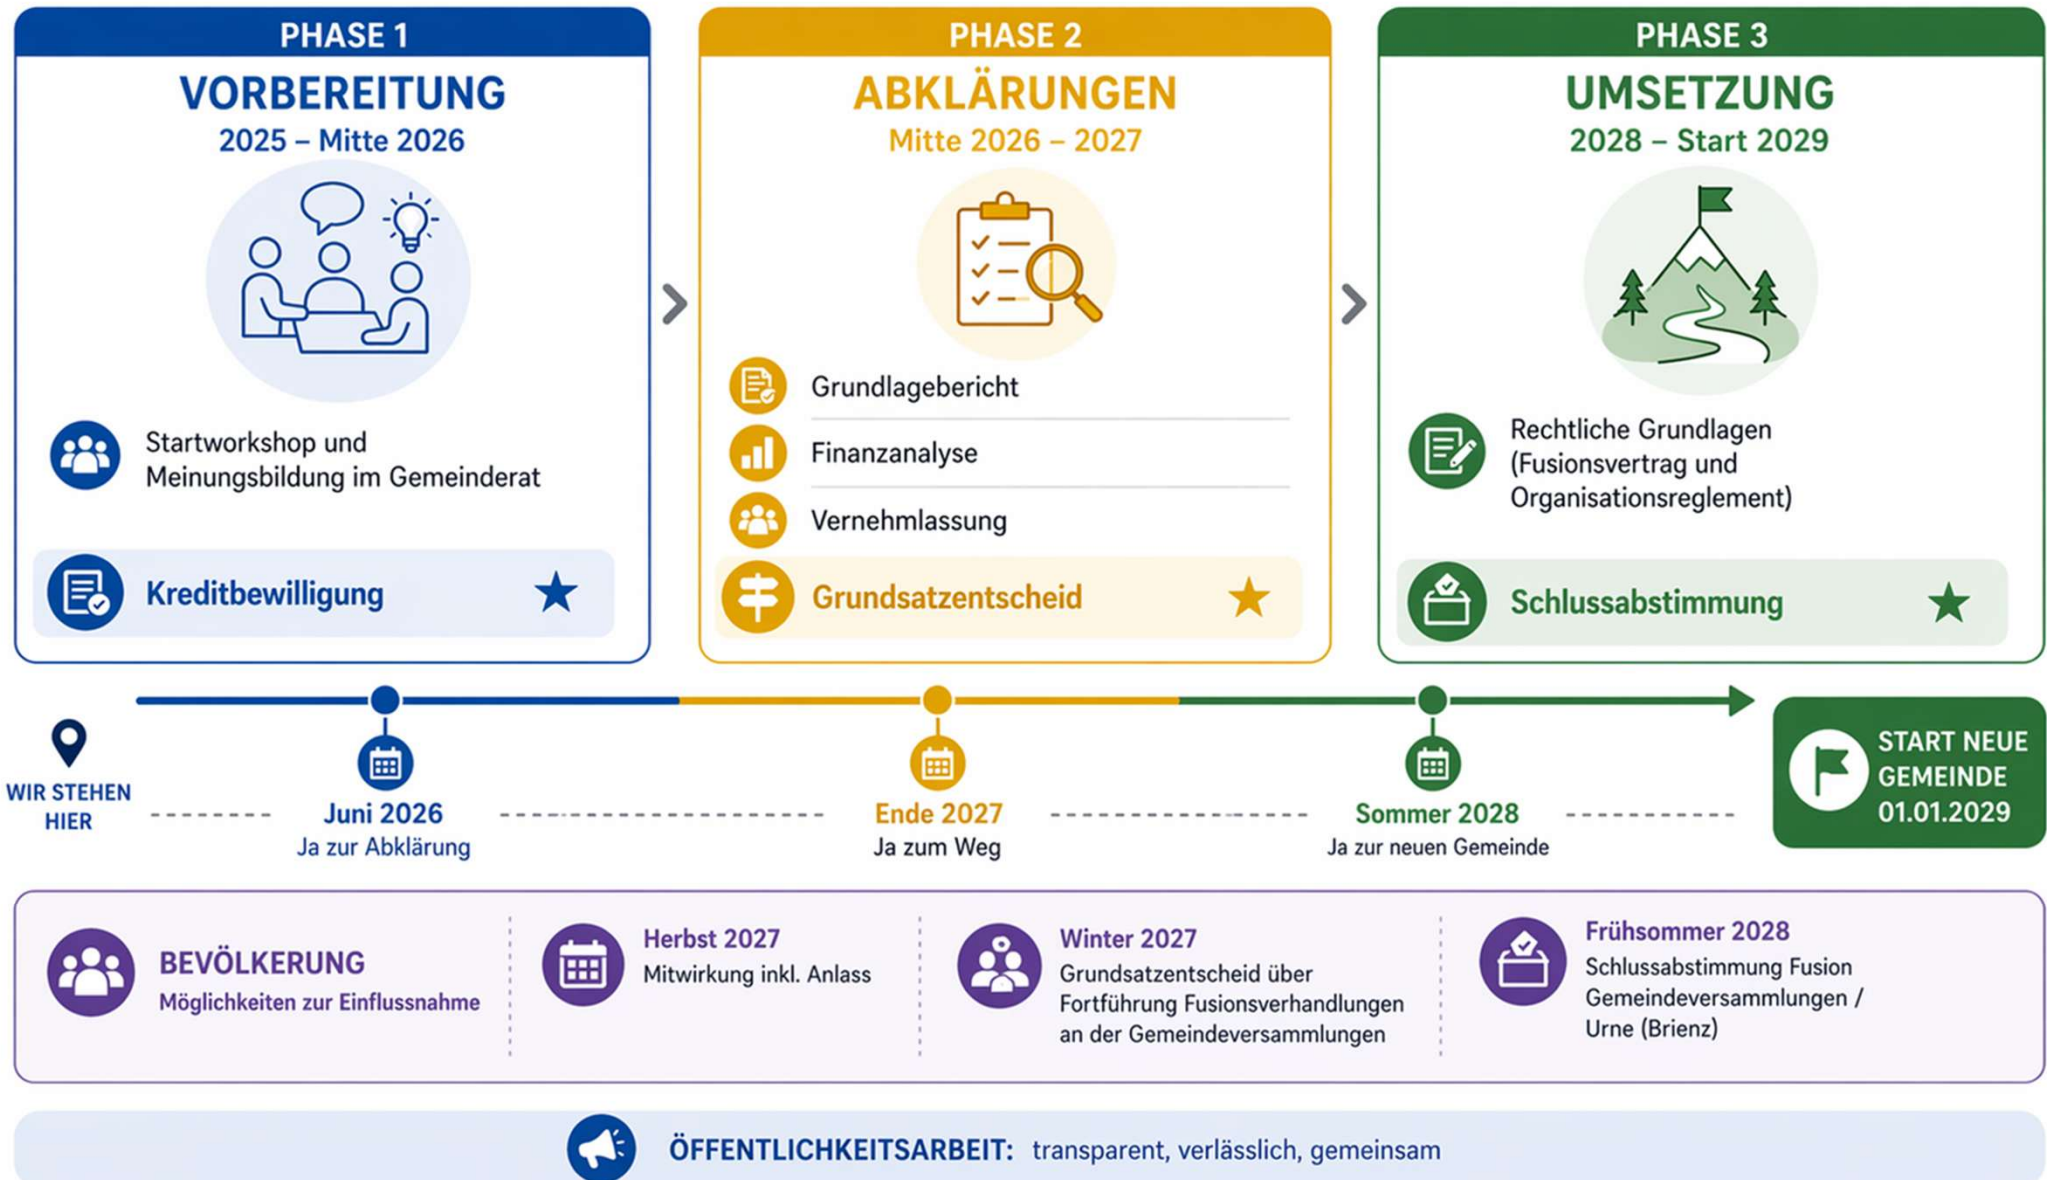 PHASE 1
VORBEREITUNG
2025 – Mitte 2026
Startworkshop und
Meinungsbildung im Gemeinderat
Kreditbewilligung
PHASE 2
ABKLÄRUNGEN
Mitte 2026 – 2027
Grundlagebericht
Finanzanalyse
Vernehmlassung
Grundsatzentscheid
PHASE 3
UMSETZUNG
2028 – Start 2029
Rechtliche Grundlagen
(Fusionsvertrag und
Organisationsreglement)
Schlussabstimmung
WIR STEHEN
HIER
Juni 2026
Ja zur Abklärung
Ende 2027
Ja zum Weg
Sommer 2028
Ja zur neuen Gemeinde
START NEUE
GEMEINDE
01.01.2029
BEVÖLKERUNG
Möglichkeiten zur Einflussnahme
Herbst 2027
Mitwirkung inkl. Anlass
Winter 2027
Grundsatzentscheid über
Fortführung Fusionsverhandlungen
an der Gemeindeversammlungen
Frühsommer 2028
Schlussabstimmung Fusion
Gemeindeversammlungen /
Urne (Brienz)
ÖFFENTLICHKEITSARBEIT: transparent, verlässlich, gemeinsam